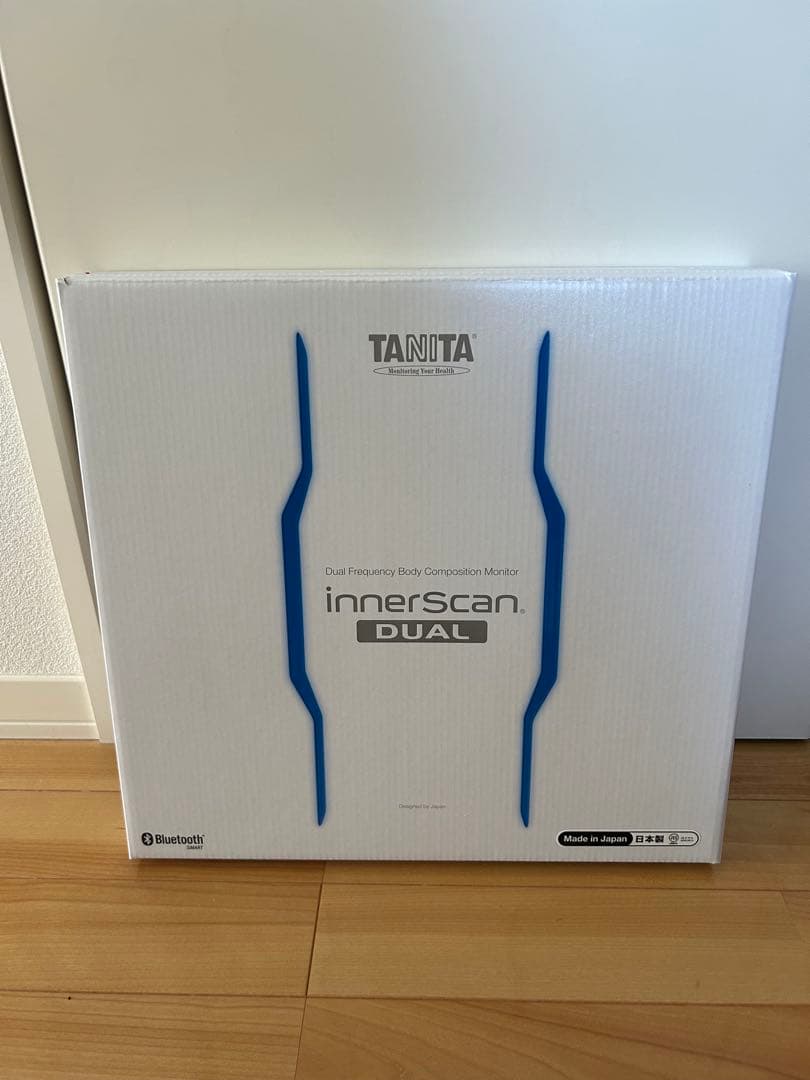 TANITA®
Monitoring Your Health
Dual Frequency Body Composition Monitor
innerScan®
DUAL
Designed by Japan
Bluetooth
SMART
Made in Japan 日本製